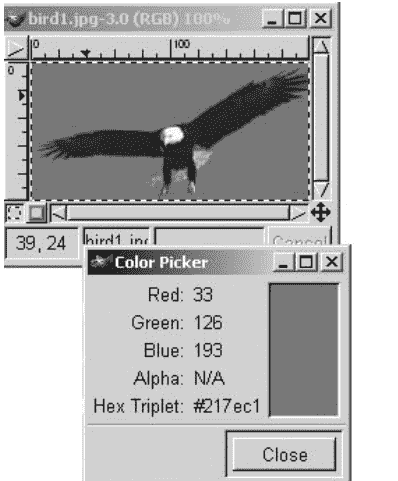 bird1.jpg-3.0 (RGB) 100%
0 100
0
39, 24 bird1.jpg Cancel
Color Picker
Red: 33
Green: 126
Blue: 193
Alpha: N/A
Hex Triplet: #217ec1
Close